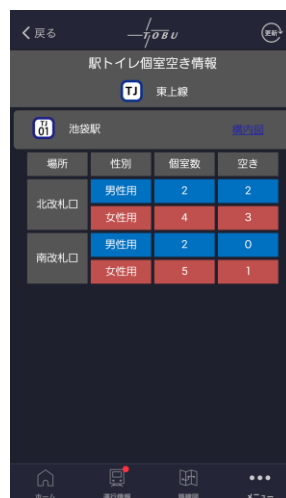 戻る
TOBU
更新
駅トイレ個室空き情報
TJ 東上線
TJ 01 池袋駅 構内図
場所 性別 個室数 空き
北改札口 男性用 2 2
女性用 4 3
南改札口 男性用 2 0
女性用 5 1
ホーム 運行情報 路線図 メニュー